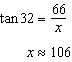 tan 32 = 66/x
x ≈ 106